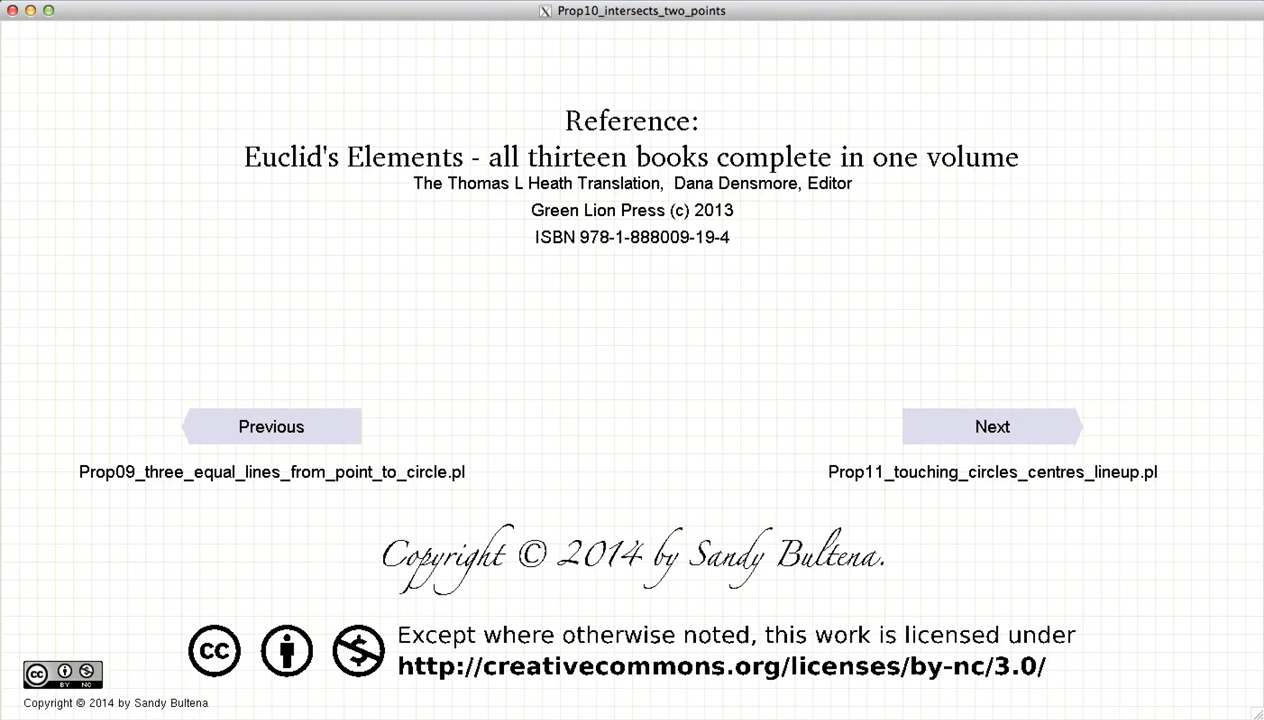 Prop10_intersects_two_points
Reference:
Euclid's Elements - all thirteen books complete in one volume
The Thomas L Heath Translation, Dana Densmore, Editor
Green Lion Press (c) 2013
ISBN 978-1-888009-19-4
Previous
Next
Prop09_three_equal_lines_from_point_to_circle.pl
Prop11_touching_circles_centres_lineup.pl
Copyright © 2014 by Sandy Bultena.
Except where otherwise noted, this work is licensed under
http://creativecommons.org/licenses/by-nc/3.0/
Copyright © 2014 by Sandy Bultena